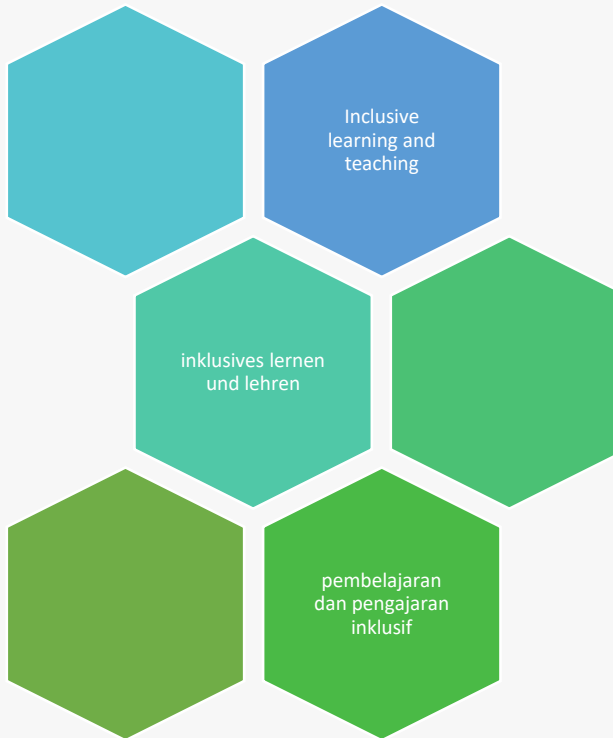 Inclusive
learning and
teaching
inklusives lernen
und lehren
pembelajaran
dan pengajaran
inklusif